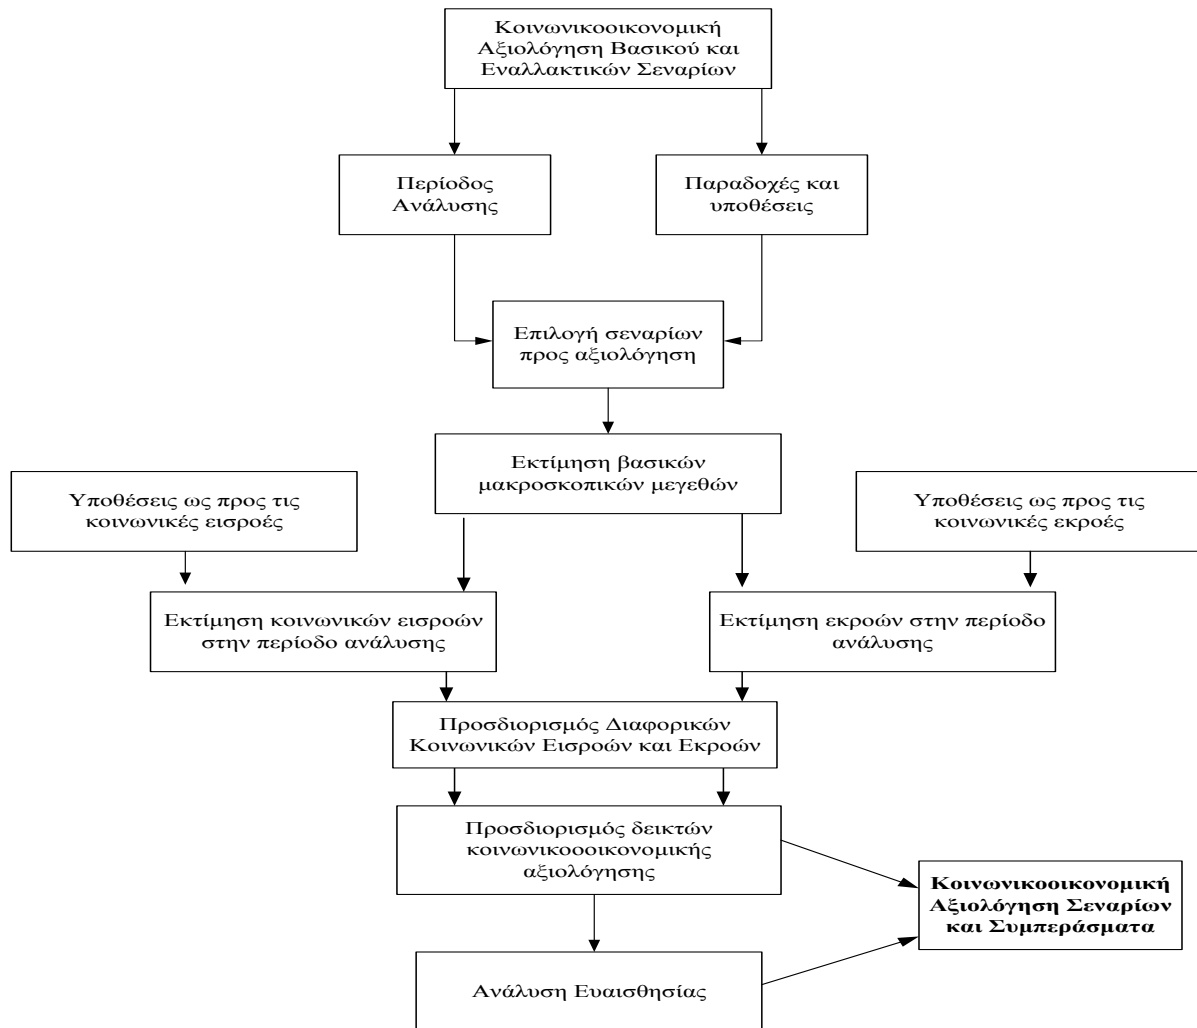 Κοινωνικοοικονομική
Αξιολόγηση Βασικού και
Εναλλακτικών Σεναρίων
Περίοδος
Ανάλυσης
Παραδοχές και
υποθέσεις
Επιλογή σεναρίων
προς αξιολόγηση
Εκτίμηση βασικών
μακροσκοπικών μεγεθών
Υποθέσεις ως προς τις
κοινωνικές εισροές
Υποθέσεις ως προς τις
κοινωνικές εκροές
Εκτίμηση κοινωνικών εισροών
στην περίοδο ανάλυσης
Εκτίμηση εκροών στην περίοδο
ανάλυσης
Προσδιορισμός Διαφορικών
Κοινωνικών Εισροών και Εκροών
Προσδιορισμός δεικτών
κοινωνικοοοικονομικής
αξιολόγησης
Κοινωνικοοικονομική
Αξιολόγηση Σεναρίων
και Συμπεράσματα
Ανάλυση Ευαισθησίας